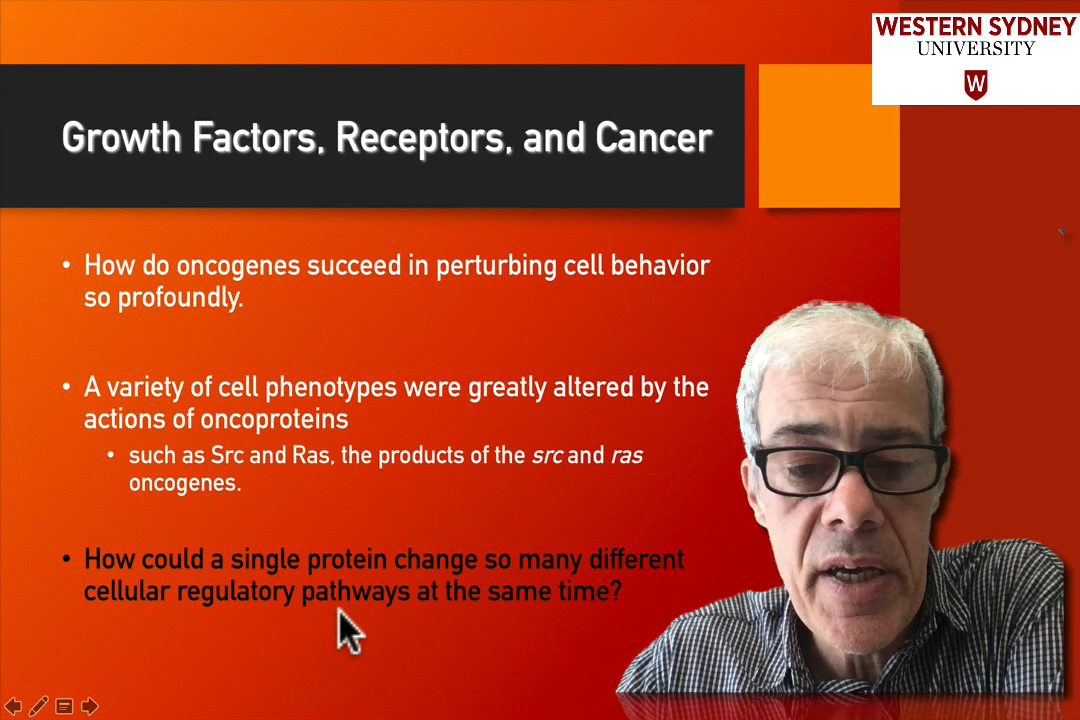 WESTERN SYDNEY
UNIVERSITY
W
Growth Factors, Receptors, and Cancer
• How do oncogenes succeed in perturbing cell behavior
so profoundly.
• A variety of cell phenotypes were greatly altered by the
actions of oncoproteins
• such as Src and Ras, the products of the src and ras
oncogenes.
• How could a single protein change so many different
cellular regulatory pathways at the same time?